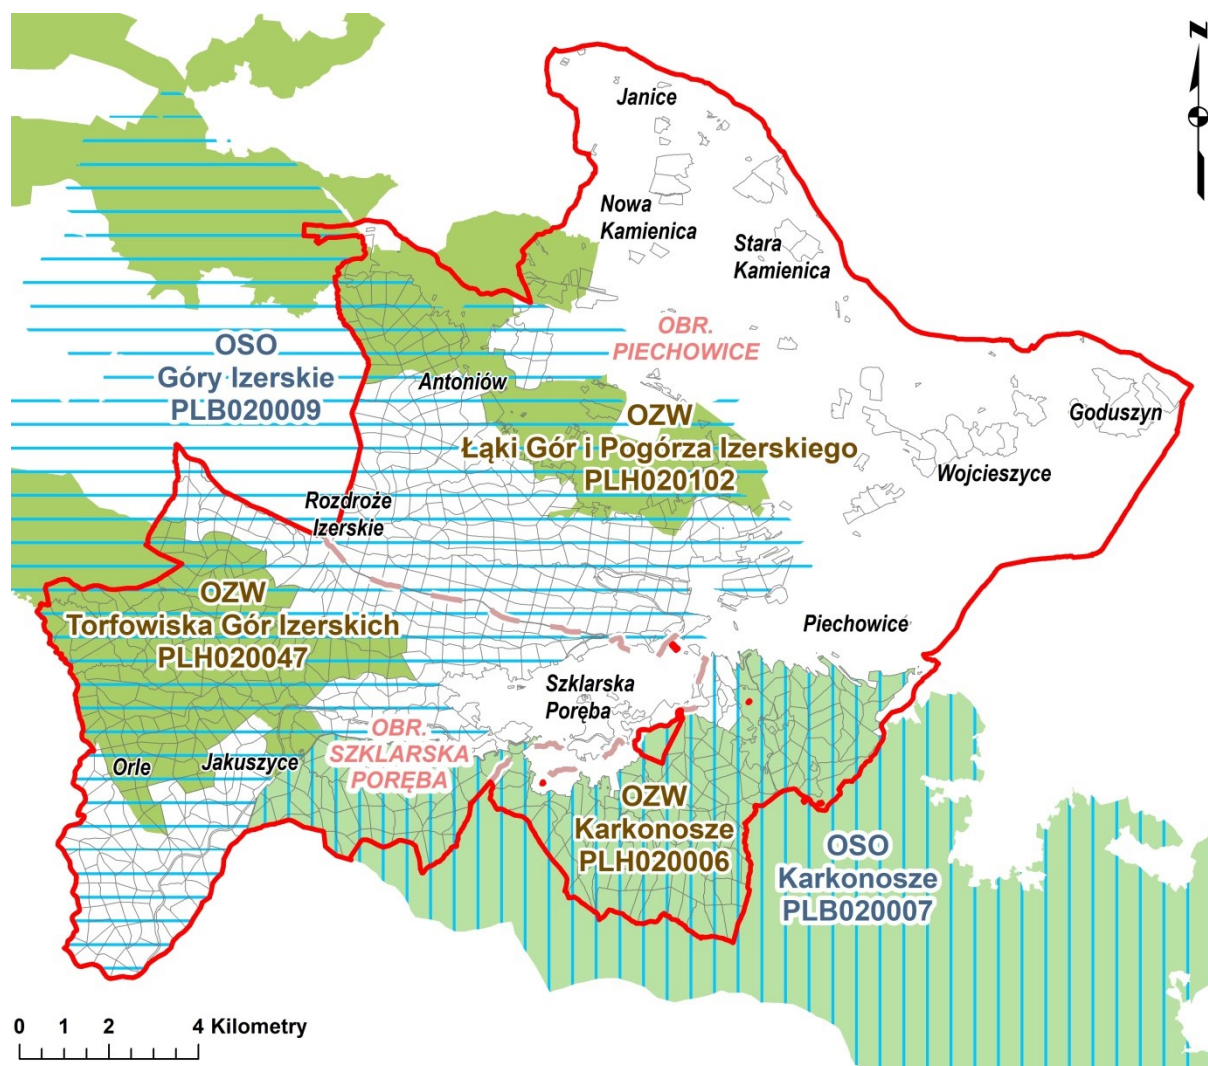 N
Janice
Nowa
Kamienica
Stara
Kamienica
OBR.
PIECHOWICE
OSO
Góry Izerskie
PLB020009
Antoniów
OZW
Łąki Gór i Pogórza Izerskiego
PLH020102
Goduszyn
Wojcieszyce
Rozdroże
Izerskie
OZW
Torfowiska Gór Izerskich
PLH020047
Piechowice
Szklarska
Poręba
OBR.
SZKLARSKA
PORĘBA
Orle
Jakuszyce
OZW
Karkonosze
PLH020006
OSO
Karkonosze
PLB020007
0 1 2 4 Kilometry